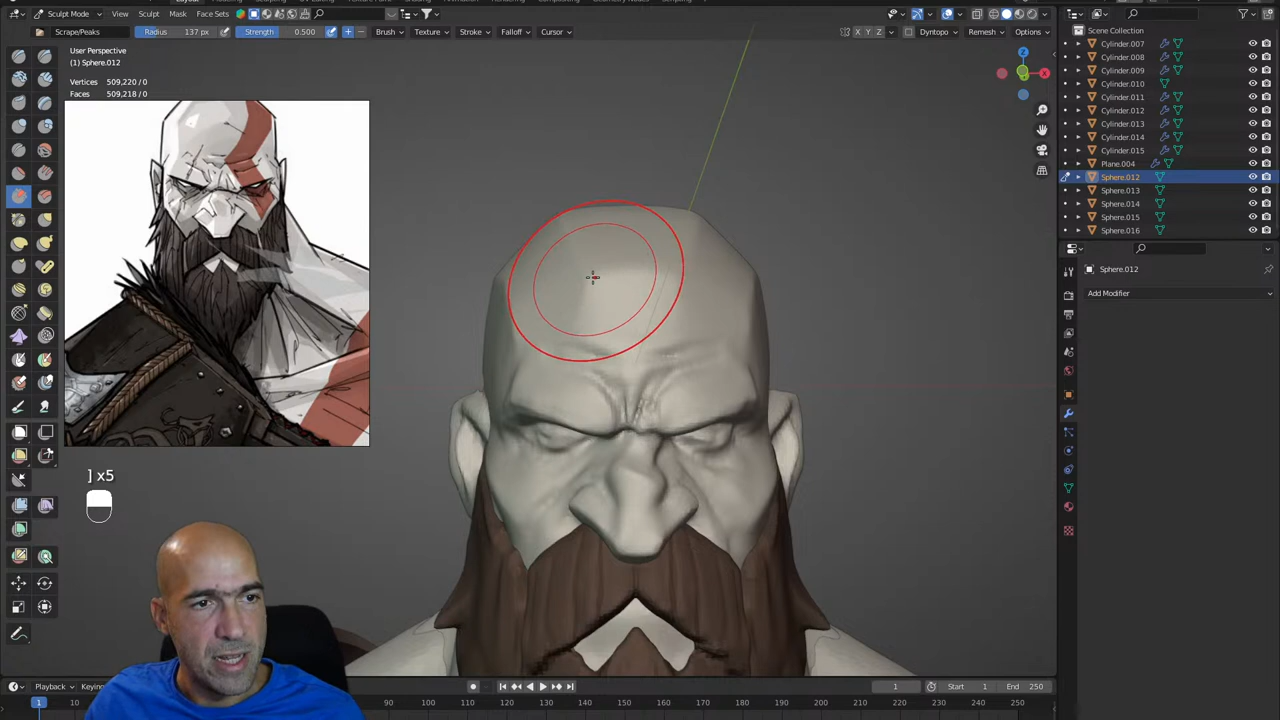 Sculpt Mode View Sculpt Mask Face Sets
Scrape/Peaks Radius 137 px Strength 0.500 Brush Texture Stroke Falloff Cursor X Y Z Dyntopo Remesh Options
User Perspective
(1) Sphere.012
Vertices 509,220 / 0
Faces 509,218 / 0
] x5
Z
X
Scene Collection
Cylinder.007
Cylinder.008
Cylinder.009
Cylinder.010
Cylinder.011
Cylinder.012
Cylinder.013
Cylinder.014
Cylinder.015
Plane.004
Sphere.012
Sphere.013
Sphere.014
Sphere.015
Sphere.016
Sphere.012
Add Modifier
Playback Keying 1 Start 1 End 250
1 10 100 110 120 130 140 150 160 170 180 190 200 210 220 230 240 250